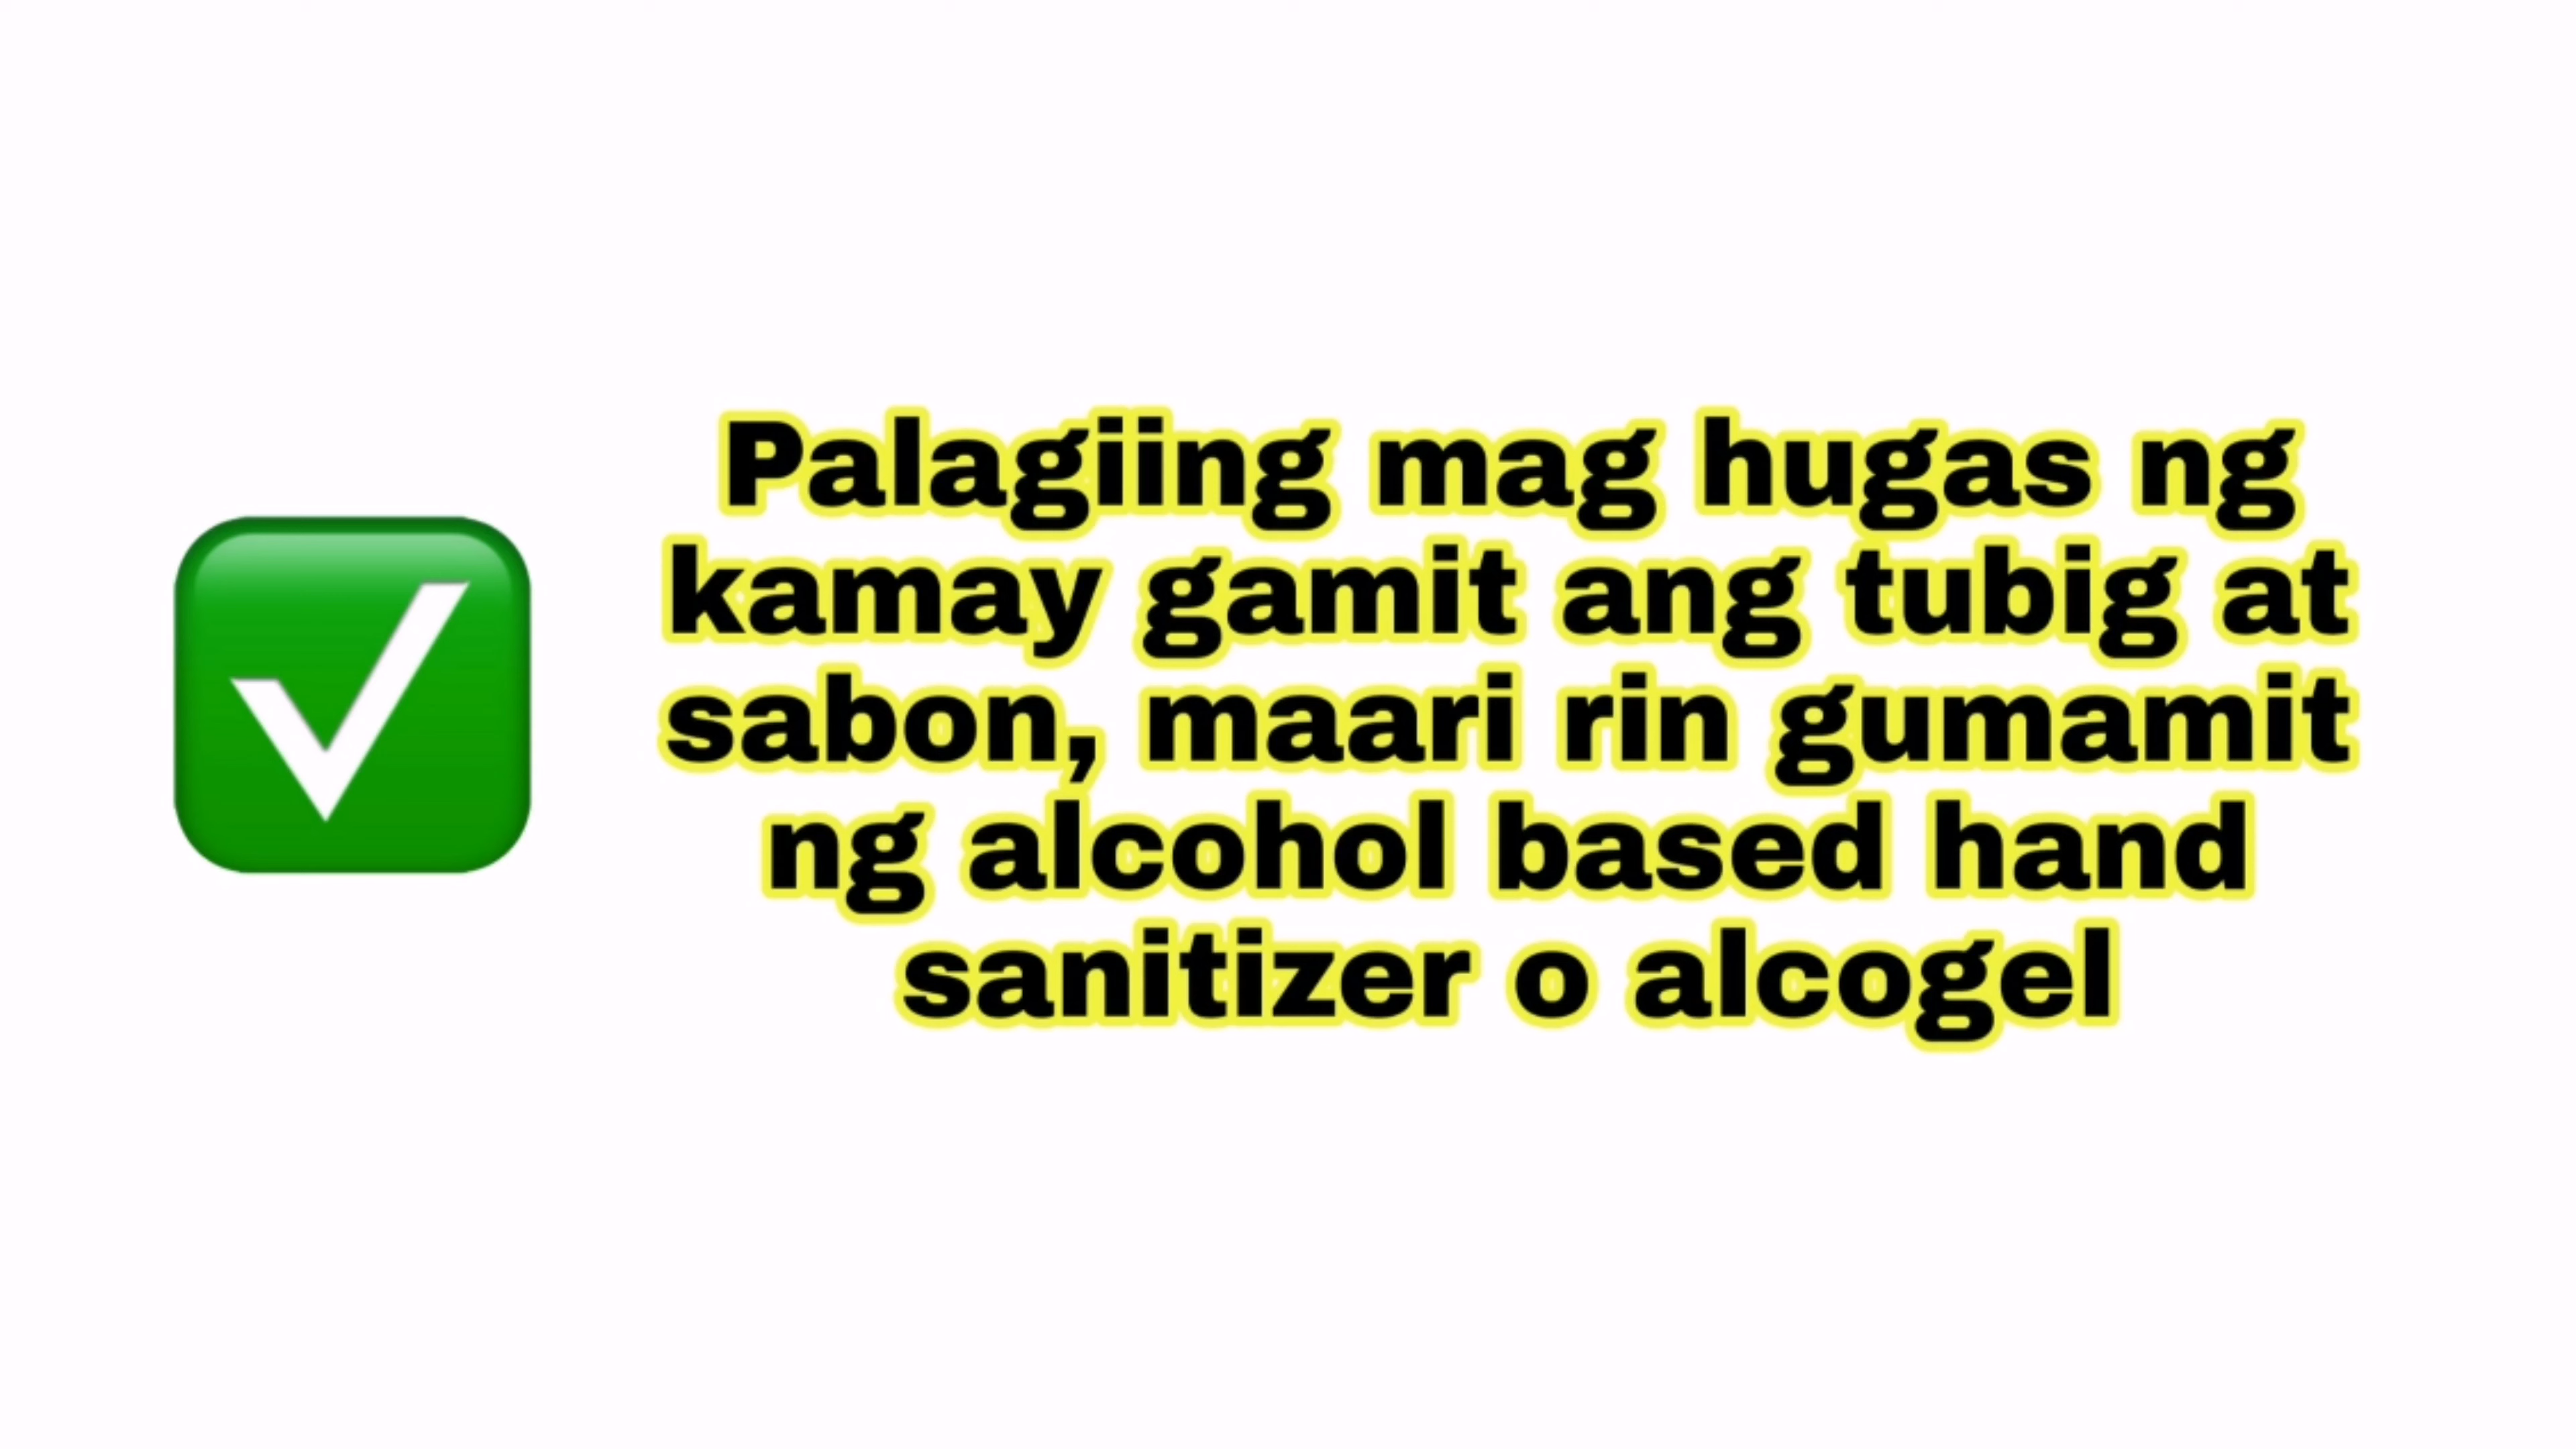 Palagiing mag hugas ng
kamay gamit ang tubig at
sabon, maari rin gumamit
ng alcohol based hand
sanitizer o alcogel